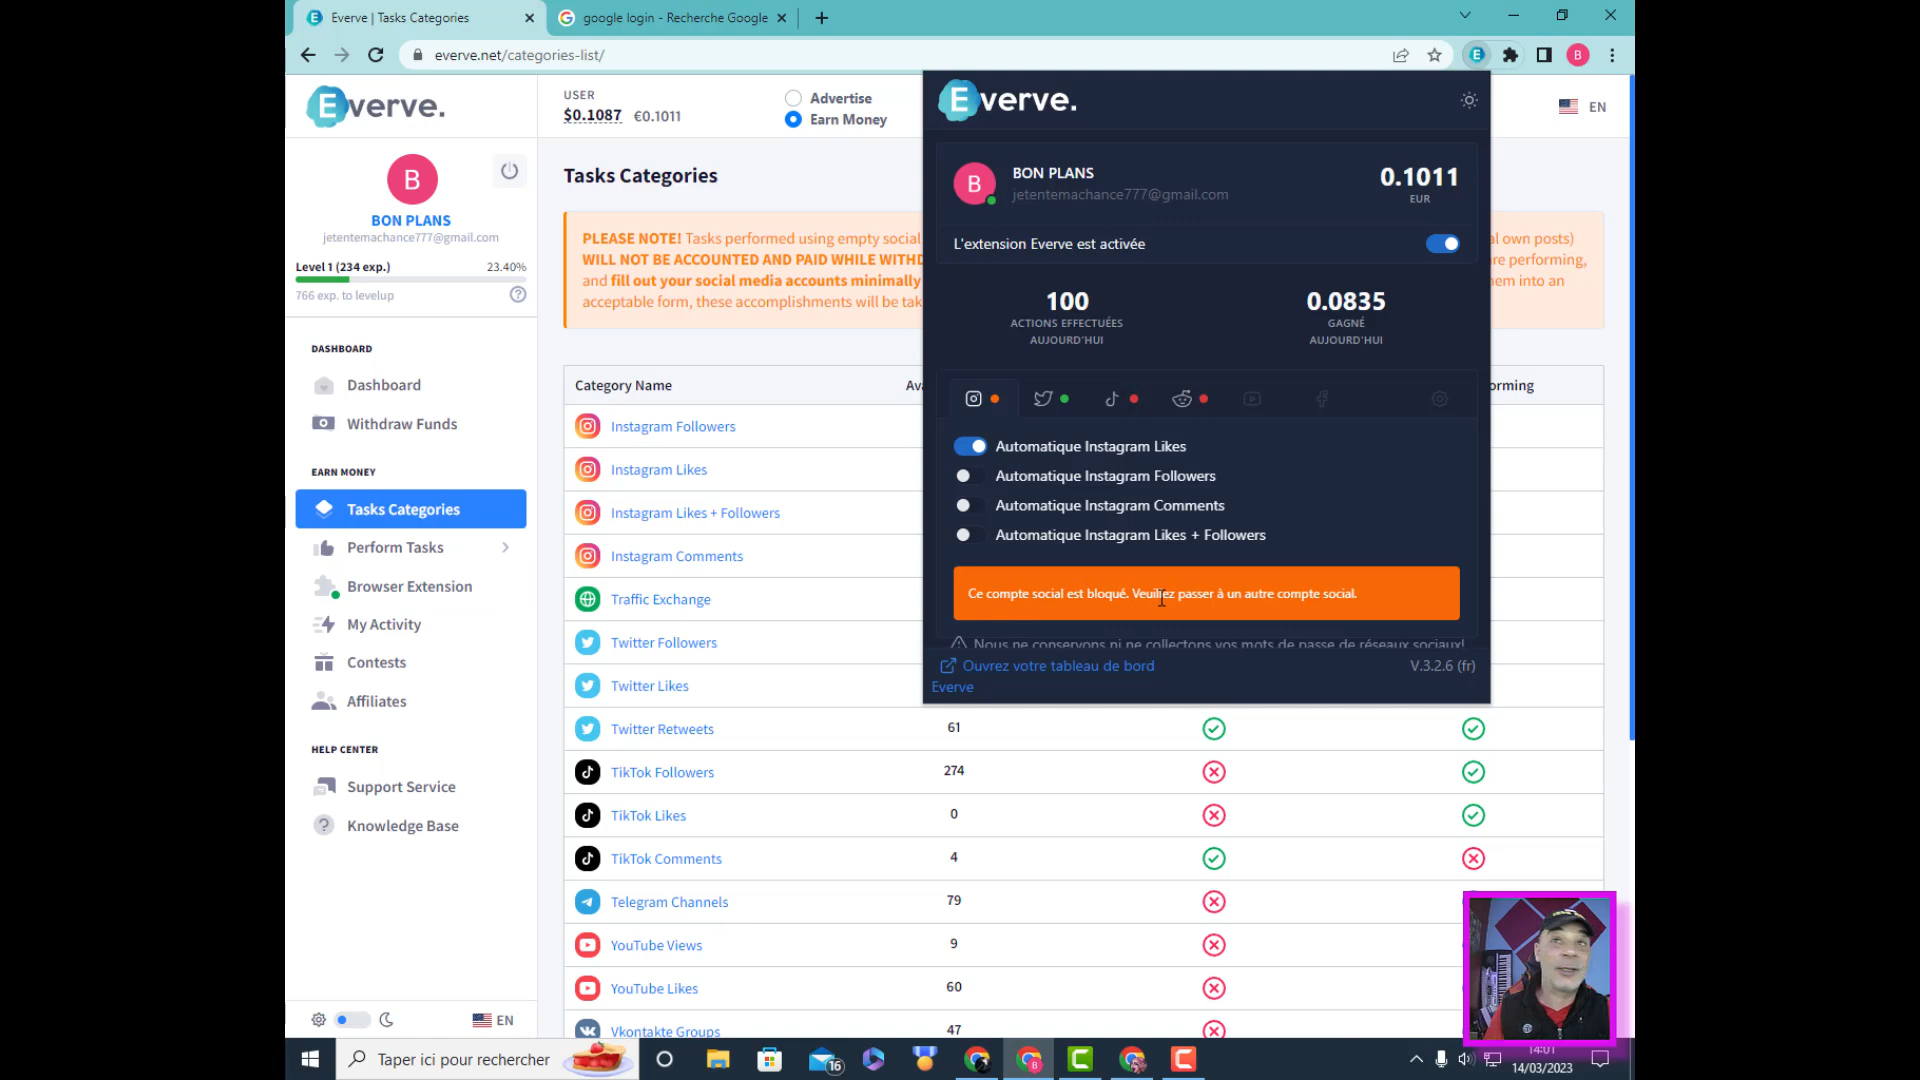 Everve | Tasks Categories
google login - Recherche Google
everve.net/categories-list/
B
Everve.
USER
$0.1087 €0.1011
Advertise
Earn Money
EN
B
BON PLANS
jetentemachance777@gmail.com
Level 1 (234 exp.) 23.40%
766 exp. to levelup
DASHBOARD
Dashboard
Withdraw Funds
EARN MONEY
Tasks Categories
Perform Tasks
Browser Extension
My Activity
Contests
Affiliates
HELP CENTER
Support Service
Knowledge Base
EN
Tasks Categories
PLEASE NOTE! Tasks performed using empty social
al own posts)
WILL NOT BE ACCOUNTED AND PAID WHILE WITHD
re performing,
and fill out your social media accounts minimally
nem into an
acceptable form, these accomplishments will be tak
Category Name
Ava
orming
Instagram Followers
Instagram Likes
Instagram Likes + Followers
Instagram Comments
Traffic Exchange
Twitter Followers
Twitter Likes
Twitter Retweets 61
TikTok Followers 274
TikTok Likes 0
TikTok Comments 4
Telegram Channels 79
YouTube Views 9
YouTube Likes 60
Vkontakte Groups 47
Everve.
B
BON PLANS
jetentemachance777@gmail.com
0.1011
EUR
L'extension Everve est activée
100
ACTIONS EFFECTUÉES
AUJOURD'HUI
0.0835
GAGNÉ
AUJOURD'HUI
Automatique Instagram Likes
Automatique Instagram Followers
Automatique Instagram Comments
Automatique Instagram Likes + Followers
Ce compte social est bloqué. Veuillez passer à un autre compte social.
Nous ne conservons ni ne collectons vos mots de passe de réseaux sociaux!
Ouvrez votre tableau de bord
Everve
V.3.2.6 (fr)
Taper ici pour rechercher
16
14:01
14/03/2023